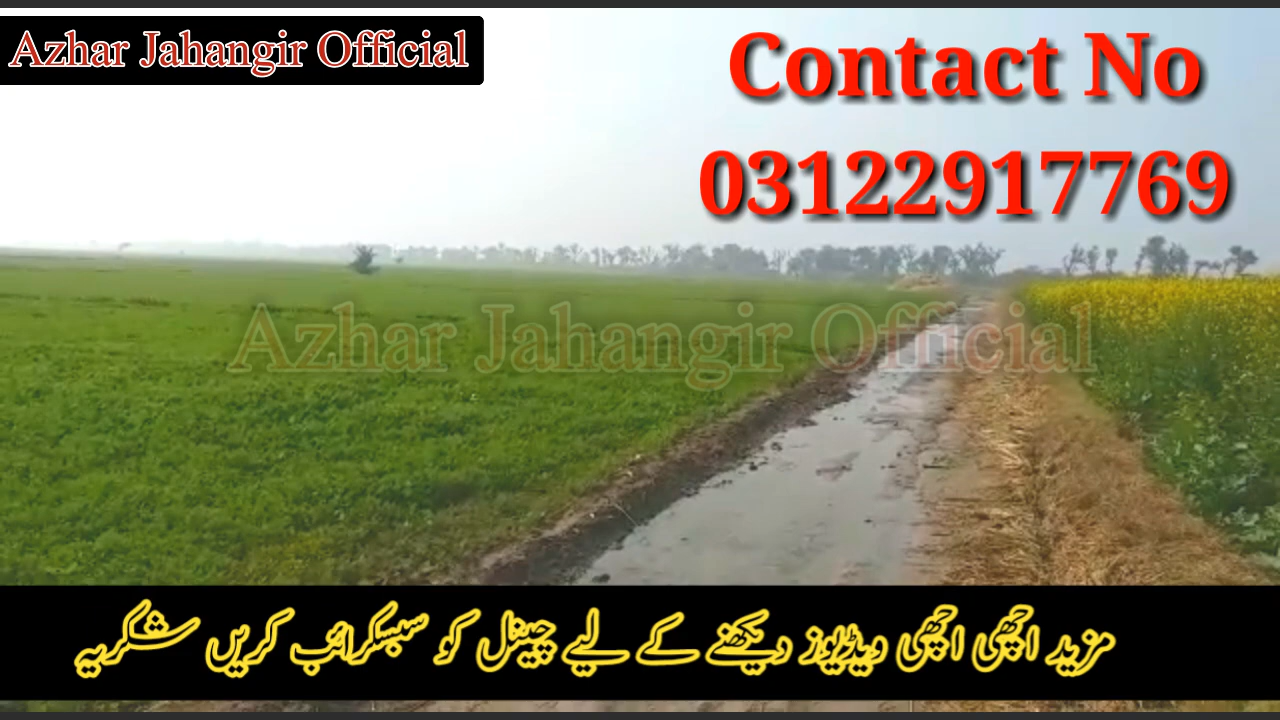 Azhar Jahangir Official
Contact No
03122917769
Azhar Jahangir Official
مزید اچھی اچھی ویڈیوز دیکھنے کے لیے چینل کو سبسکرائب کریں شکریہ